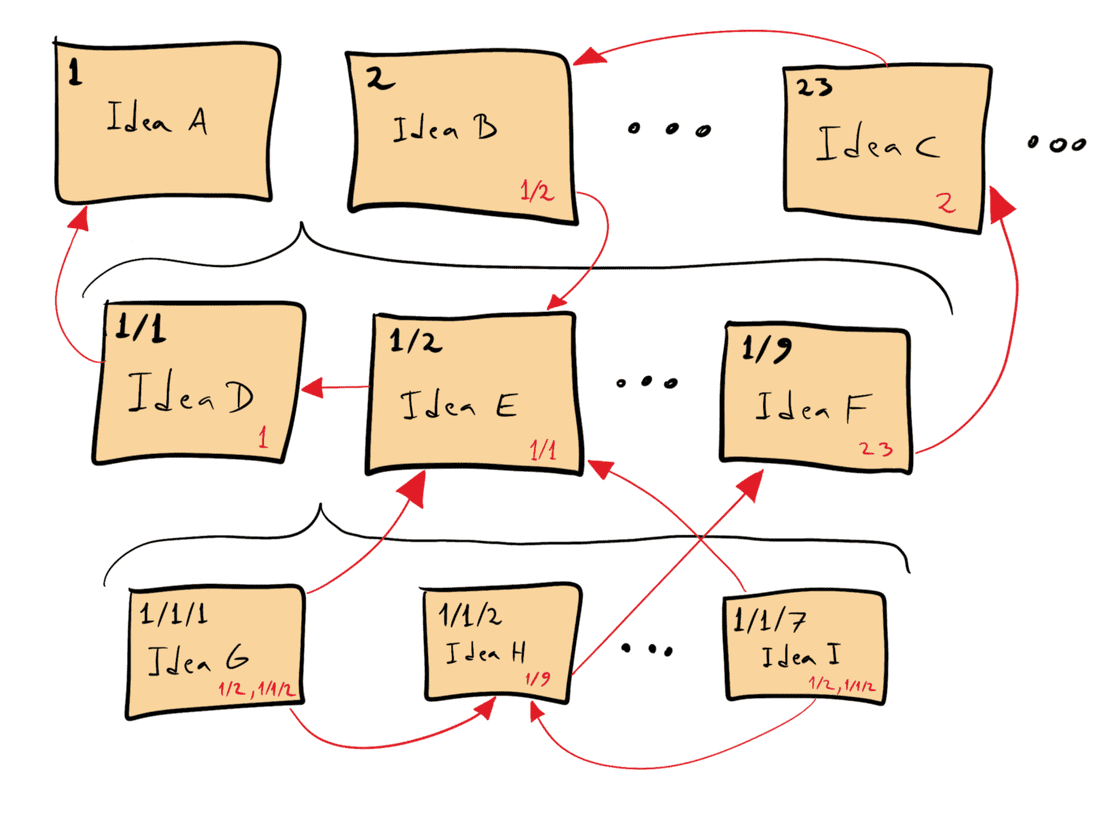 1
Idea A
2
Idea B
1/2
23
Idea C
2
1/1
Idea D
1
1/2
Idea E
1/1
1/9
Idea F
23
1/1/1
Idea G
1/2, 1/1/2
1/1/2
Idea H
1/9
1/1/7
Idea I
1/2, 1/1/2